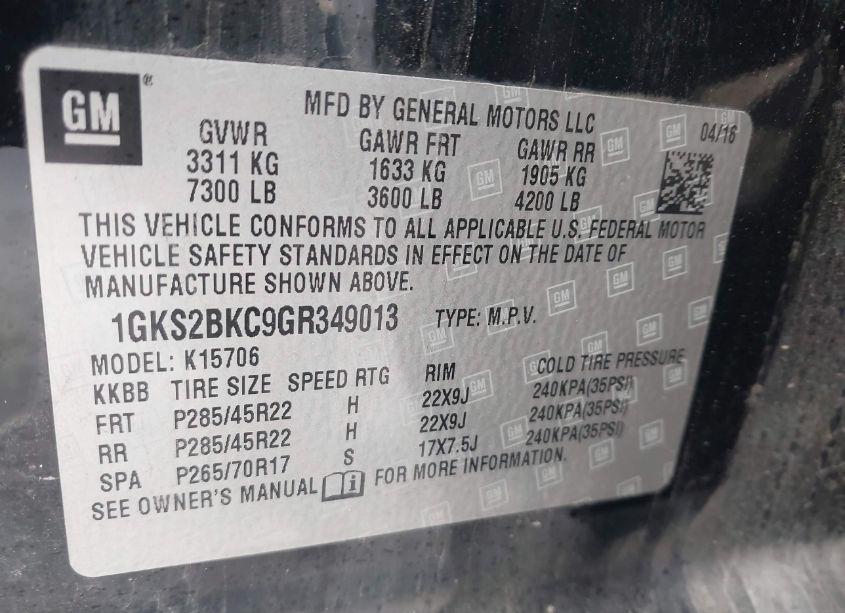 GM ®
MFD BY GENERAL MOTORS LLC
04/16
GVWR GAWR FRT GAWR RR
3311 KG 1633 KG 1905 KG
7300 LB 3600 LB 4200 LB
THIS VEHICLE CONFORMS TO ALL APPLICABLE U.S. FEDERAL MOTOR
VEHICLE SAFETY STANDARDS IN EFFECT ON THE DATE OF
MANUFACTURE SHOWN ABOVE.
1GKS2BKC9GR349013 TYPE: M.P.V.
MODEL: K15706
KKBB TIRE SIZE SPEED RTG RIM COLD TIRE PRESSURE
FRT P285/45R22 H 22X9J 240KPA(35PSI)
RR P285/45R22 H 22X9J 240KPA(35PSI)
SPA P265/70R17 S 17X7.5J 240KPA(35PSI)
SEE OWNER'S MANUAL i FOR MORE INFORMATION.